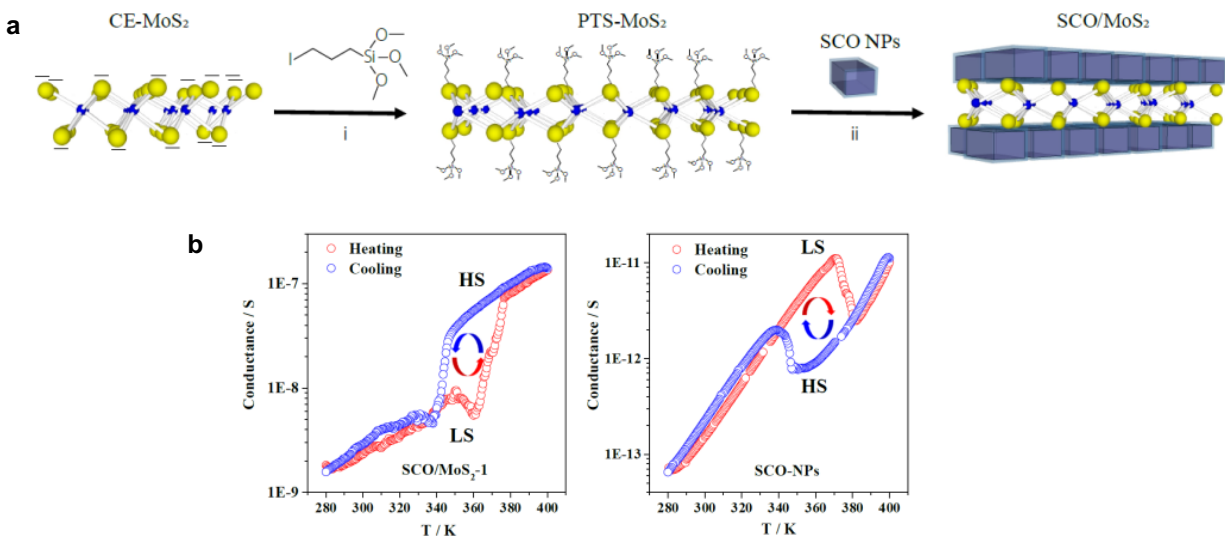 a
CE-MoS₂
PTS-MoS₂
SCO/MoS₂
SCO NPs
I
Si
O
O
O
i
ii
b
Heating
Cooling
HS
LS
SCO/MoS₂-1
Conductance / S
1E-7
1E-8
1E-9
280 300 320 340 360 380 400
T / K
Heating
Cooling
LS
HS
SCO-NPs
Conductance / S
1E-11
1E-12
1E-13
280 300 320 340 360 380 400
T / K